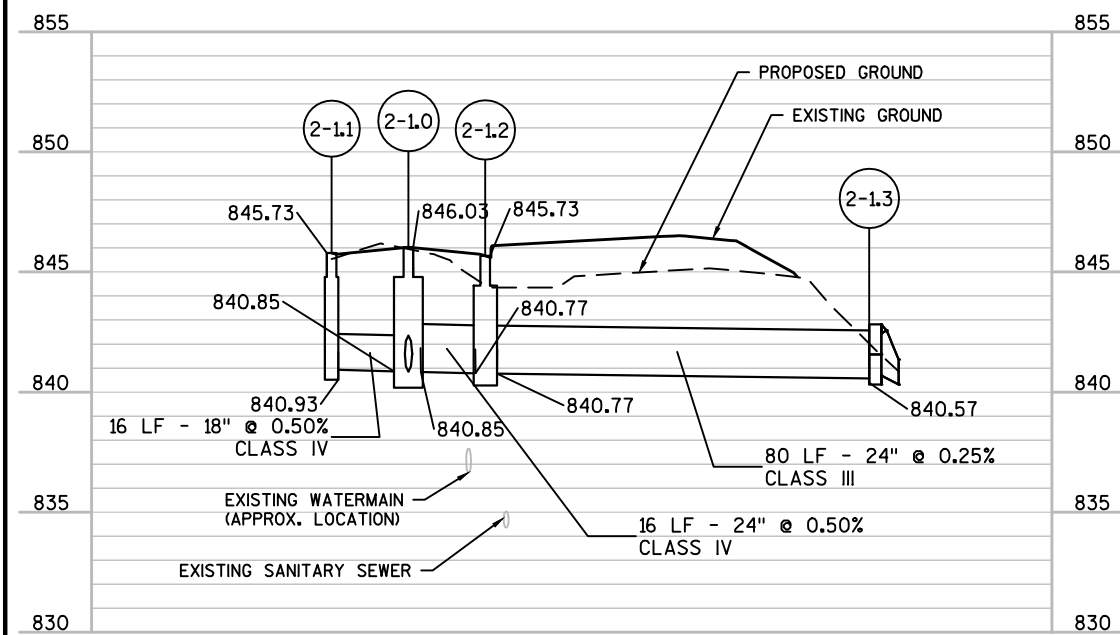 855 855
PROPOSED GROUND
EXISTING GROUND
2-1.1 2-1.0 2-1.2
850 850
2-1.3
845.73 846.03 845.73
845 845
840.85 840.77
840 840
840.93 840.77 840.57
16 LF - 18" @ 0.50%
CLASS IV
840.85
80 LF - 24" @ 0.25%
CLASS III
EXISTING WATERMAIN
(APPROX. LOCATION)
835 835
16 LF - 24" @ 0.50%
CLASS IV
EXISTING SANITARY SEWER
830 830